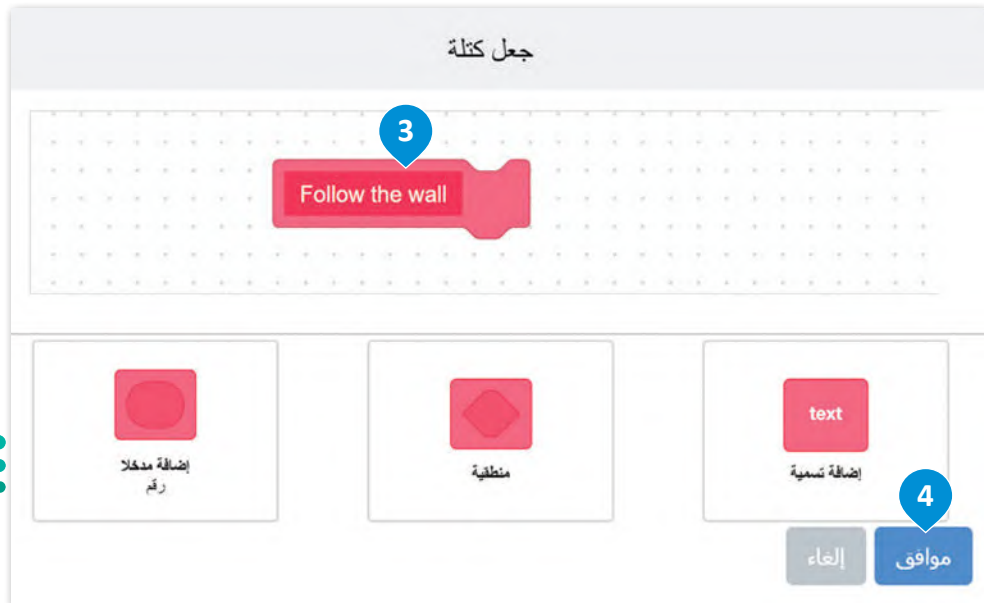 جعل كتلة
3
Follow the wall
text
إضافة تسمية
منطقية
إضافة مدخلا
رقم
4
موافق
إلغاء